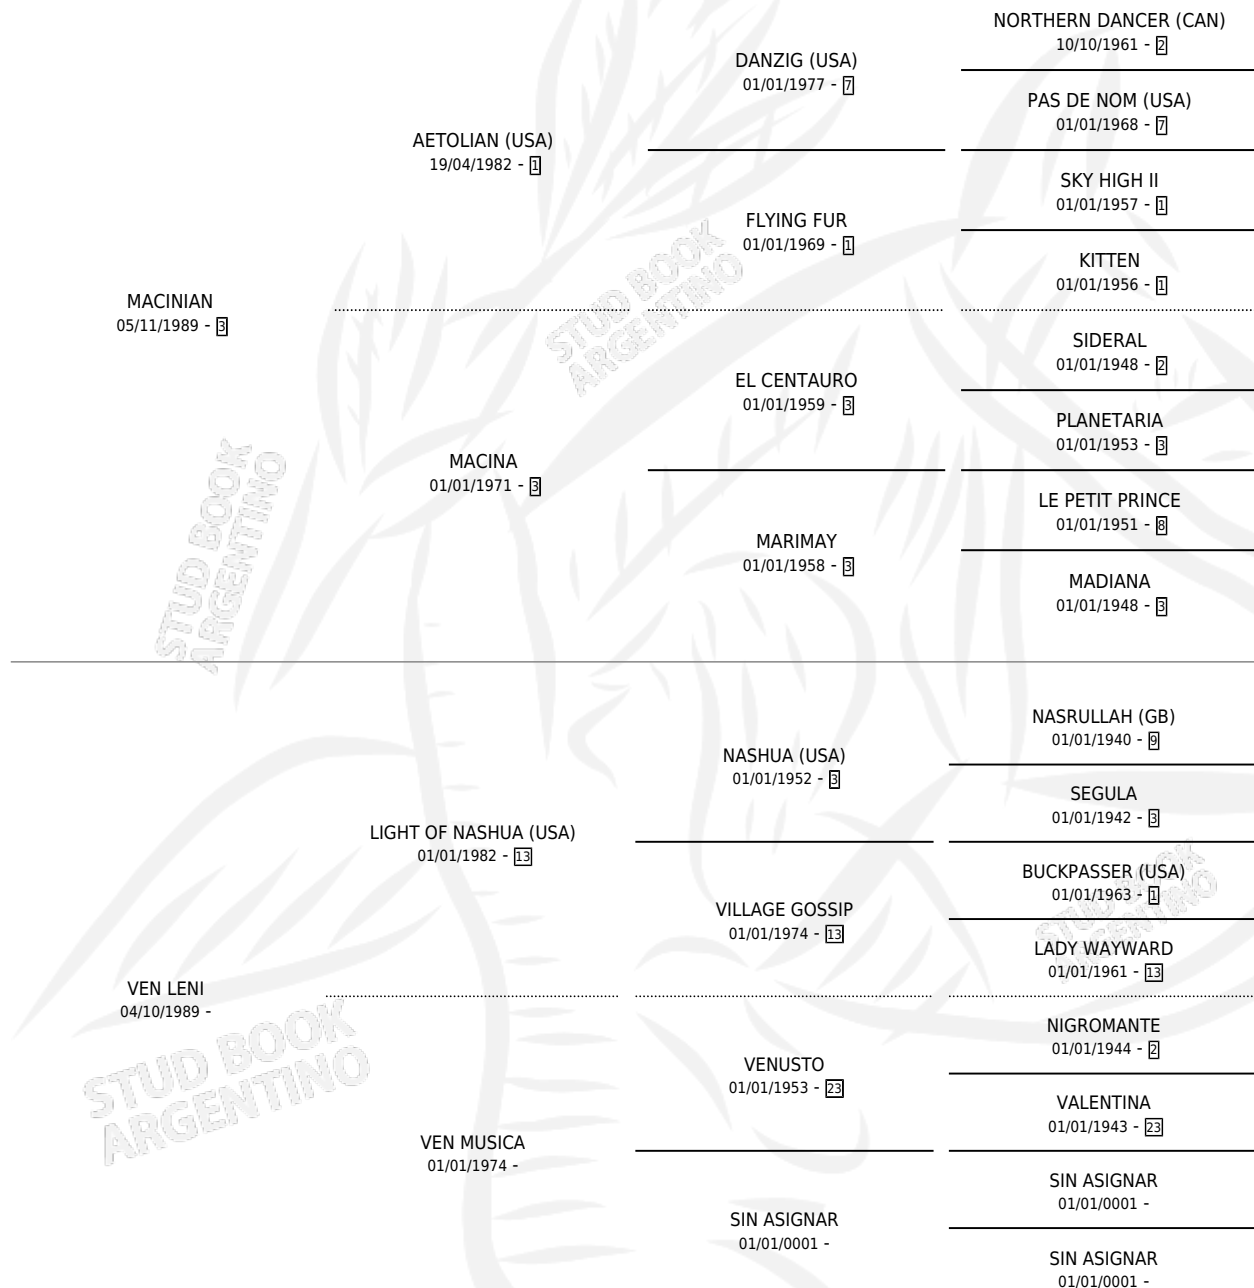 NORTHERN DANCER (CAN)
10/10/1961 - 2
DANZIG (USA)
01/01/1977 - 7
PAS DE NOM (USA)
01/01/1968 - 7
AETOLIAN (USA)
19/04/1982 - 1
SKY HIGH II
01/01/1957 - 1
FLYING FUR
01/01/1969 - 1
KITTEN
01/01/1956 - 1
MACINIAN
05/11/1989 - 3
SIDERAL
01/01/1948 - 2
EL CENTAURO
01/01/1959 - 3
PLANETARIA
01/01/1953 - 3
MACINA
01/01/1971 - 3
LE PETIT PRINCE
01/01/1951 - 8
MARIMAY
01/01/1958 - 3
MADIANA
01/01/1948 - 3
NASRULLAH (GB)
01/01/1940 - 9
NASHUA (USA)
01/01/1952 - 3
SEGULA
01/01/1942 - 3
LIGHT OF NASHUA (USA)
01/01/1982 - 13
BUCKPASSER (USA)
01/01/1963 - 1
VILLAGE GOSSIP
01/01/1974 - 13
LADY WAYWARD
01/01/1961 - 13
VEN LENI
04/10/1989 -
NIGROMANTE
01/01/1944 - 2
VENUSTO
01/01/1953 - 23
VALENTINA
01/01/1943 - 23
VEN MUSICA
01/01/1974 -
SIN ASIGNAR
01/01/0001 -
SIN ASIGNAR
01/01/0001 -
SIN ASIGNAR
01/01/0001 -
STUD BOOK
ARGENTINO
STUD BOOK
ARGENTINO
STUD BOOK
ARGENTINO
STUD BOOK
ARGENTINO